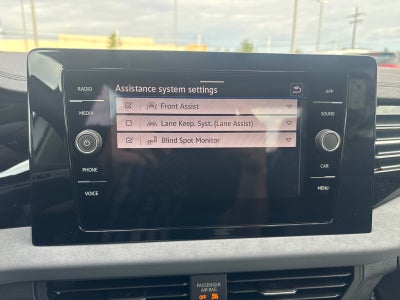 Assistance system settings
RADIO
MEDIA
PHONE
VOICE
Front Assist
Lane Keep. Syst. (Lane Assist)
Blind Spot Monitor
APP
SOUND
CAR
MENU
PASSENGER
AIR BAG
OFF